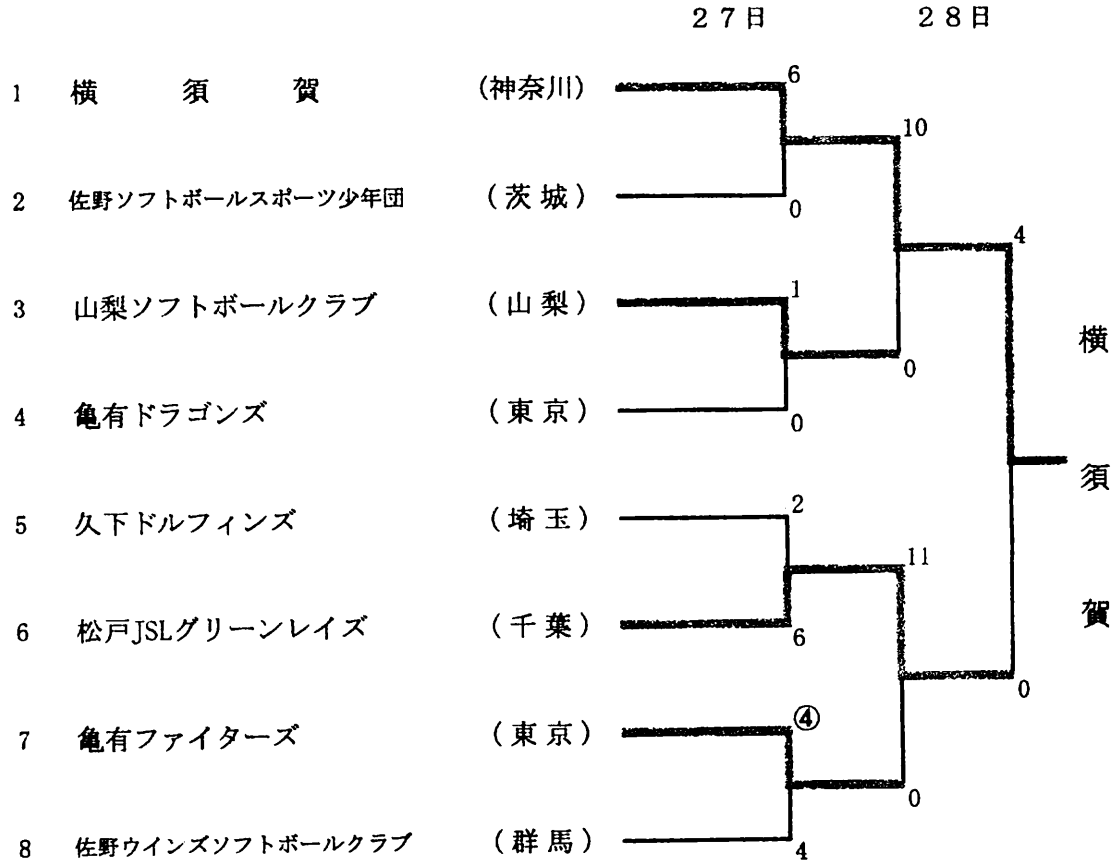 27日 28日
1 横須賀 (神奈川) 6
10
2 佐野ソフトボールスポーツ少年団 (茨城) 0
4
3 山梨ソフトボールクラブ (山梨) 1
横
0
4 亀有ドラゴンズ (東京) 0
須
5 久下ドルフィンズ (埼玉) 2
11
賀
6 松戸JSLグリーンレイズ (千葉) 6
0
7 亀有ファイターズ (東京) ④
0
8 佐野ウインズソフトボールクラブ (群馬) 4